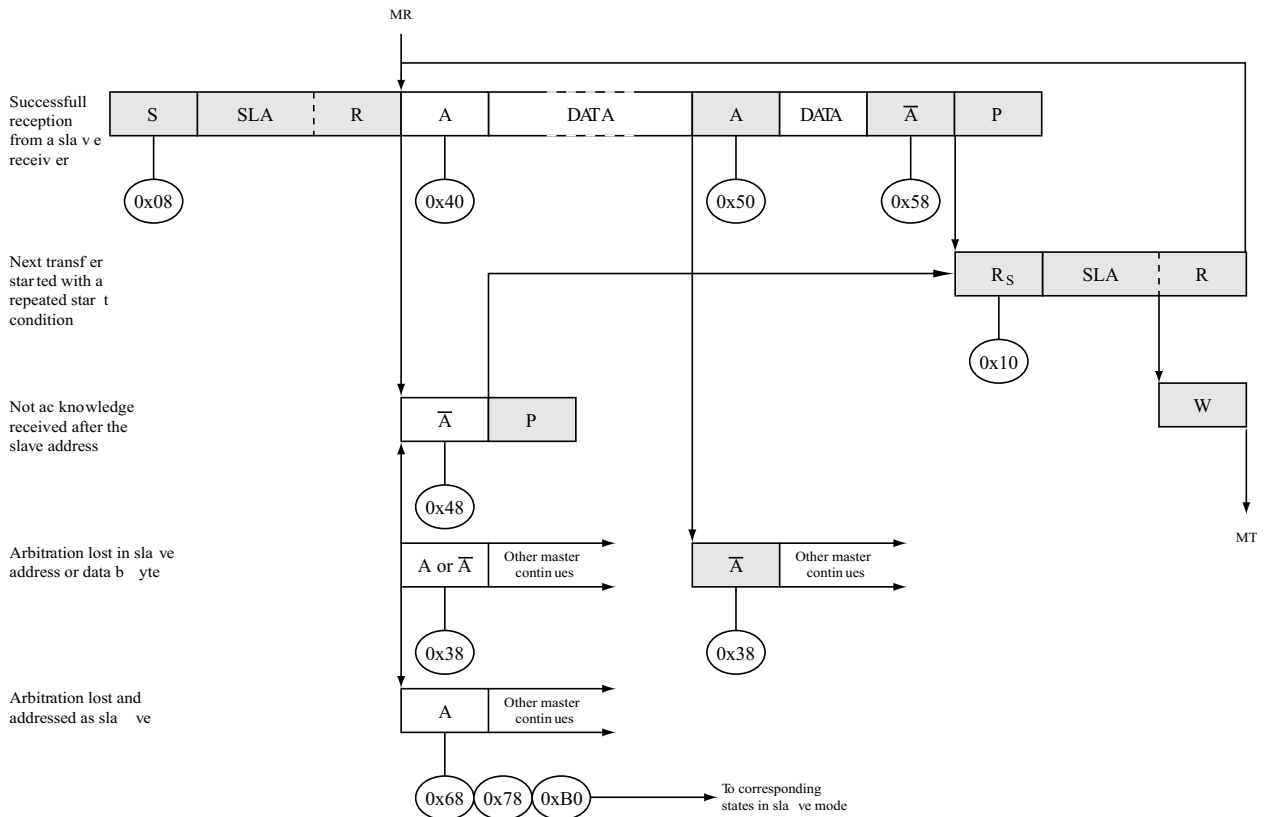 MR
Successfull
reception
from a sla v e
receiv er
S SLA R A DATA A DATA A̅ P
0x08 0x40 0x50 0x58
Next transf er
star ted with a
repeated star t
condition
RS SLA R
0x10
Not ac knowledge
received after the
slave address
A̅ P
W
0x48
MT
Arbitration lost in sla ve
address or data b yte
A or A̅ Other master
contin ues
A̅ Other master
contin ues
0x38 0x38
Arbitration lost and
addressed as sla ve
A Other master
contin ues
0x68 0x78 0xB0
To corresponding
states in sla ve mode